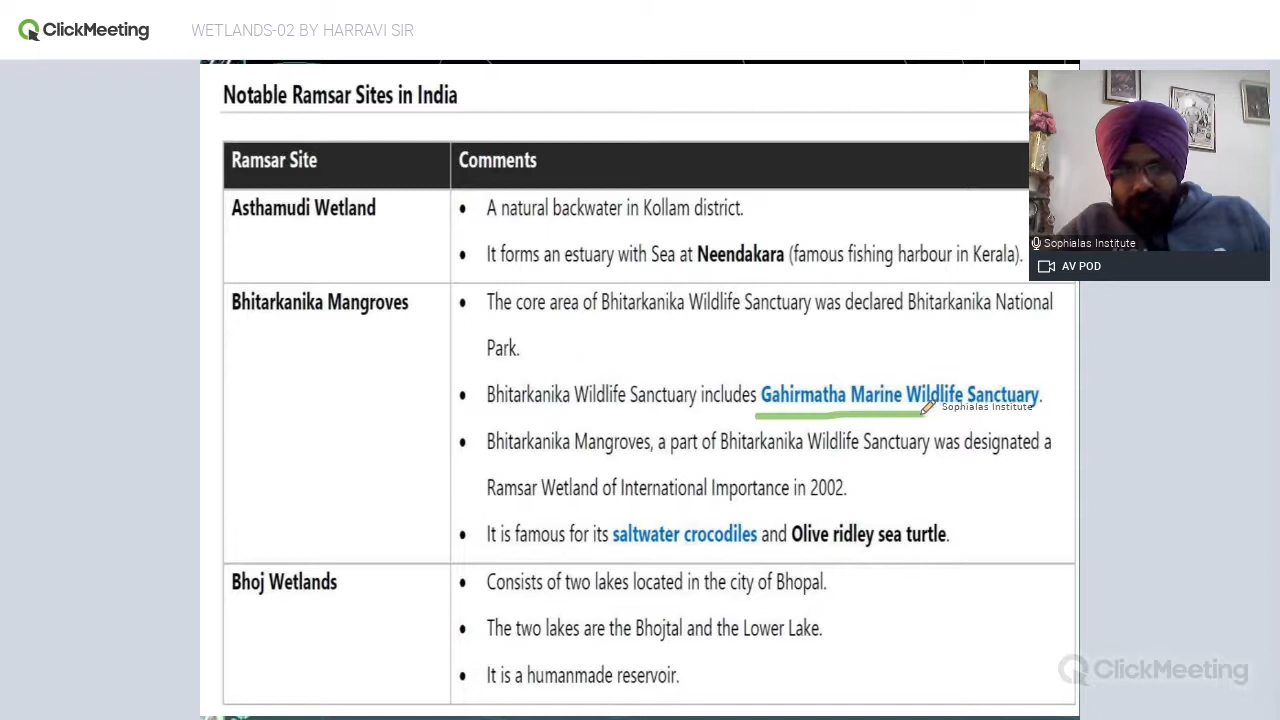 ClickMeeting
WETLANDS-02 BY HARRAVI SIR
Notable Ramsar Sites in India
Ramsar Site
Comments
Asthamudi Wetland
• A natural backwater in Kollam district.
• It forms an estuary with Sea at Neendakara (famous fishing harbour in Kerala).
Bhitarkanika Mangroves
• The core area of Bhitarkanika Wildlife Sanctuary was declared Bhitarkanika National
Park.
• Bhitarkanika Wildlife Sanctuary includes Gahirmatha Marine Wildlife Sanctuary.
Sophialas Institute
• Bhitarkanika Mangroves, a part of Bhitarkanika Wildlife Sanctuary was designated a
Ramsar Wetland of International Importance in 2002.
• It is famous for its saltwater crocodiles and Olive ridley sea turtle.
Bhoj Wetlands
• Consists of two lakes located in the city of Bhopal.
• The two lakes are the Bhojtal and the Lower Lake.
• It is a humanmade reservoir.
Sophialas Institute
AV POD
ClickMeeting